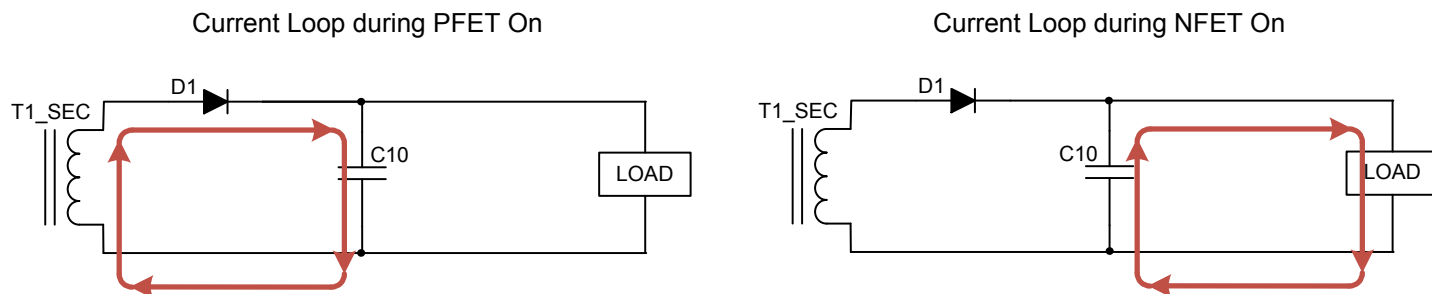 Current Loop during PFET On
D1
T1_SEC
C10
LOAD
Current Loop during NFET On
D1
T1_SEC
C10
LOAD